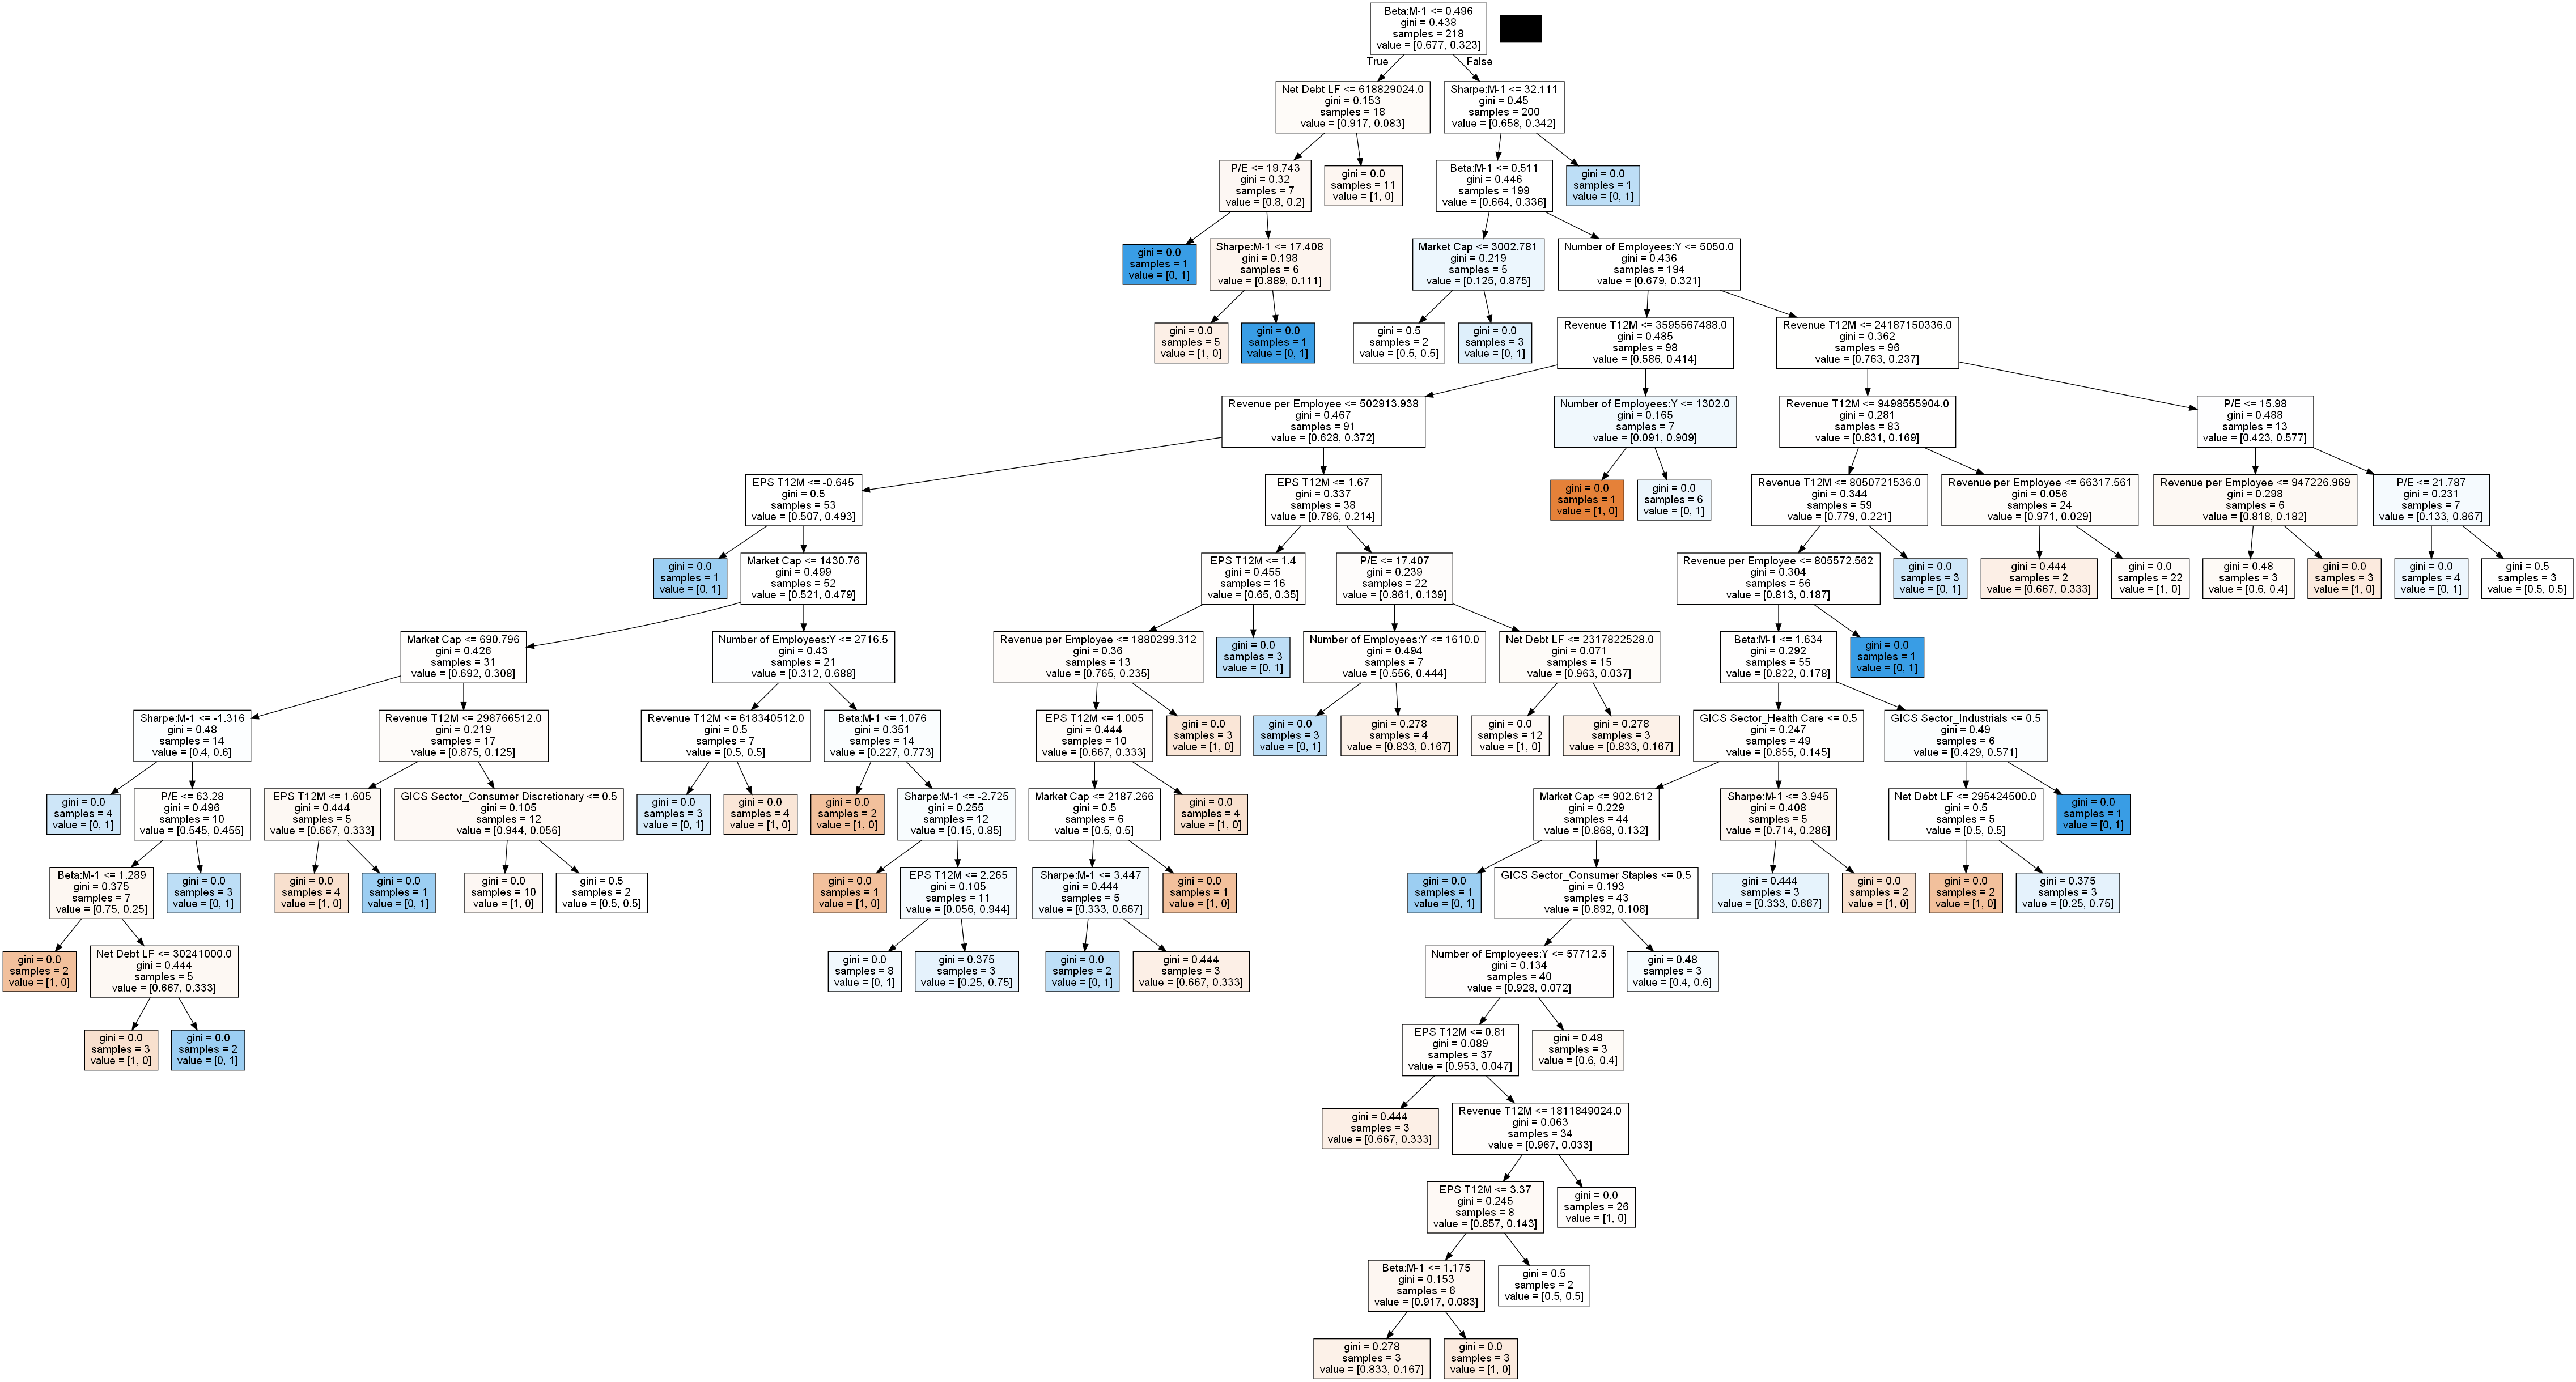 Beta:M-1 <= 0.496
gini = 0.438
samples = 218
value = [0.677, 0.323]
True
False
Net Debt LF <= 618829024.0
gini = 0.153
samples = 18
value = [0.917, 0.083]
Sharpe:M-1 <= 32.111
gini = 0.45
samples = 200
value = [0.658, 0.342]
P/E <= 19.743
gini = 0.32
samples = 7
value = [0.8, 0.2]
gini = 0.0
samples = 11
value = [1, 0]
Beta:M-1 <= 0.511
gini = 0.446
samples = 199
value = [0.664, 0.336]
gini = 0.0
samples = 1
value = [0, 1]
gini = 0.0
samples = 1
value = [0, 1]
Sharpe:M-1 <= 17.408
gini = 0.198
samples = 6
value = [0.889, 0.111]
Market Cap <= 3002.781
gini = 0.219
samples = 5
value = [0.125, 0.875]
Number of Employees:Y <= 5050.0
gini = 0.436
samples = 194
value = [0.679, 0.321]
gini = 0.0
samples = 5
value = [1, 0]
gini = 0.0
samples = 1
value = [0, 1]
gini = 0.5
samples = 2
value = [0.5, 0.5]
gini = 0.0
samples = 3
value = [0, 1]
Revenue T12M <= 3595567488.0
gini = 0.485
samples = 98
value = [0.586, 0.414]
Revenue T12M <= 24187150336.0
gini = 0.362
samples = 96
value = [0.763, 0.237]
Revenue per Employee <= 502913.938
gini = 0.467
samples = 91
value = [0.628, 0.372]
Number of Employees:Y <= 1302.0
gini = 0.165
samples = 7
value = [0.091, 0.909]
Revenue T12M <= 9498555904.0
gini = 0.281
samples = 83
value = [0.831, 0.169]
P/E <= 15.98
gini = 0.488
samples = 13
value = [0.423, 0.577]
EPS T12M <= -0.645
gini = 0.5
samples = 53
value = [0.507, 0.493]
EPS T12M <= 1.67
gini = 0.337
samples = 38
value = [0.786, 0.214]
gini = 0.0
samples = 1
value = [1, 0]
gini = 0.0
samples = 6
value = [0, 1]
Revenue T12M <= 8050721536.0
gini = 0.344
samples = 59
value = [0.779, 0.221]
Revenue per Employee <= 66317.561
gini = 0.056
samples = 24
value = [0.971, 0.029]
Revenue per Employee <= 947226.969
gini = 0.298
samples = 6
value = [0.818, 0.182]
P/E <= 21.787
gini = 0.231
samples = 7
value = [0.133, 0.867]
gini = 0.0
samples = 1
value = [0, 1]
Market Cap <= 1430.76
gini = 0.499
samples = 52
value = [0.521, 0.479]
EPS T12M <= 1.4
gini = 0.455
samples = 16
value = [0.65, 0.35]
P/E <= 17.407
gini = 0.239
samples = 22
value = [0.861, 0.139]
Revenue per Employee <= 805572.562
gini = 0.304
samples = 56
value = [0.813, 0.187]
gini = 0.0
samples = 3
value = [0, 1]
gini = 0.444
samples = 2
value = [0.667, 0.333]
gini = 0.0
samples = 22
value = [1, 0]
gini = 0.48
samples = 3
value = [0.6, 0.4]
gini = 0.0
samples = 3
value = [1, 0]
gini = 0.0
samples = 4
value = [0, 1]
gini = 0.5
samples = 3
value = [0.5, 0.5]
Market Cap <= 690.796
gini = 0.426
samples = 31
value = [0.692, 0.308]
Number of Employees:Y <= 2716.5
gini = 0.43
samples = 21
value = [0.312, 0.688]
Revenue per Employee <= 1880299.312
gini = 0.36
samples = 13
value = [0.765, 0.235]
gini = 0.0
samples = 3
value = [0, 1]
Number of Employees:Y <= 1610.0
gini = 0.494
samples = 7
value = [0.556, 0.444]
Net Debt LF <= 2317822528.0
gini = 0.071
samples = 15
value = [0.963, 0.037]
Beta:M-1 <= 1.634
gini = 0.292
samples = 55
value = [0.822, 0.178]
gini = 0.0
samples = 1
value = [0, 1]
Sharpe:M-1 <= -1.316
gini = 0.48
samples = 14
value = [0.4, 0.6]
Revenue T12M <= 298766512.0
gini = 0.219
samples = 17
value = [0.875, 0.125]
Revenue T12M <= 618340512.0
gini = 0.5
samples = 7
value = [0.5, 0.5]
Beta:M-1 <= 1.076
gini = 0.351
samples = 14
value = [0.227, 0.773]
EPS T12M <= 1.005
gini = 0.444
samples = 10
value = [0.667, 0.333]
gini = 0.0
samples = 3
value = [1, 0]
gini = 0.0
samples = 3
value = [0, 1]
gini = 0.278
samples = 4
value = [0.833, 0.167]
gini = 0.0
samples = 12
value = [1, 0]
gini = 0.278
samples = 3
value = [0.833, 0.167]
GICS Sector_Health Care <= 0.5
gini = 0.247
samples = 49
value = [0.855, 0.145]
GICS Sector_Industrials <= 0.5
gini = 0.49
samples = 6
value = [0.429, 0.571]
gini = 0.0
samples = 4
value = [0, 1]
P/E <= 63.28
gini = 0.496
samples = 10
value = [0.545, 0.455]
EPS T12M <= 1.605
gini = 0.444
samples = 5
value = [0.667, 0.333]
GICS Sector_Consumer Discretionary <= 0.5
gini = 0.105
samples = 12
value = [0.944, 0.056]
gini = 0.0
samples = 3
value = [0, 1]
gini = 0.0
samples = 4
value = [1, 0]
gini = 0.0
samples = 2
value = [1, 0]
Sharpe:M-1 <= -2.725
gini = 0.255
samples = 12
value = [0.15, 0.85]
Market Cap <= 2187.266
gini = 0.5
samples = 6
value = [0.5, 0.5]
gini = 0.0
samples = 4
value = [1, 0]
Market Cap <= 902.612
gini = 0.229
samples = 44
value = [0.868, 0.132]
Sharpe:M-1 <= 3.945
gini = 0.408
samples = 5
value = [0.714, 0.286]
Net Debt LF <= 295424500.0
gini = 0.5
samples = 5
value = [0.5, 0.5]
gini = 0.0
samples = 1
value = [0, 1]
Beta:M-1 <= 1.289
gini = 0.375
samples = 7
value = [0.75, 0.25]
gini = 0.0
samples = 3
value = [0, 1]
gini = 0.0
samples = 4
value = [1, 0]
gini = 0.0
samples = 1
value = [0, 1]
gini = 0.0
samples = 10
value = [1, 0]
gini = 0.5
samples = 2
value = [0.5, 0.5]
gini = 0.0
samples = 1
value = [1, 0]
EPS T12M <= 2.265
gini = 0.105
samples = 11
value = [0.056, 0.944]
Sharpe:M-1 <= 3.447
gini = 0.444
samples = 5
value = [0.333, 0.667]
gini = 0.0
samples = 1
value = [1, 0]
gini = 0.0
samples = 1
value = [0, 1]
GICS Sector_Consumer Staples <= 0.5
gini = 0.193
samples = 43
value = [0.892, 0.108]
gini = 0.444
samples = 3
value = [0.333, 0.667]
gini = 0.0
samples = 2
value = [1, 0]
gini = 0.0
samples = 2
value = [1, 0]
gini = 0.375
samples = 3
value = [0.25, 0.75]
gini = 0.0
samples = 2
value = [1, 0]
Net Debt LF <= 30241000.0
gini = 0.444
samples = 5
value = [0.667, 0.333]
gini = 0.0
samples = 8
value = [0, 1]
gini = 0.375
samples = 3
value = [0.25, 0.75]
gini = 0.0
samples = 2
value = [0, 1]
gini = 0.444
samples = 3
value = [0.667, 0.333]
Number of Employees:Y <= 57712.5
gini = 0.134
samples = 40
value = [0.928, 0.072]
gini = 0.48
samples = 3
value = [0.4, 0.6]
gini = 0.0
samples = 3
value = [1, 0]
gini = 0.0
samples = 2
value = [0, 1]
EPS T12M <= 0.81
gini = 0.089
samples = 37
value = [0.953, 0.047]
gini = 0.48
samples = 3
value = [0.6, 0.4]
gini = 0.444
samples = 3
value = [0.667, 0.333]
Revenue T12M <= 1811849024.0
gini = 0.063
samples = 34
value = [0.967, 0.033]
EPS T12M <= 3.37
gini = 0.245
samples = 8
value = [0.857, 0.143]
gini = 0.0
samples = 26
value = [1, 0]
Beta:M-1 <= 1.175
gini = 0.153
samples = 6
value = [0.917, 0.083]
gini = 0.5
samples = 2
value = [0.5, 0.5]
gini = 0.278
samples = 3
value = [0.833, 0.167]
gini = 0.0
samples = 3
value = [1, 0]